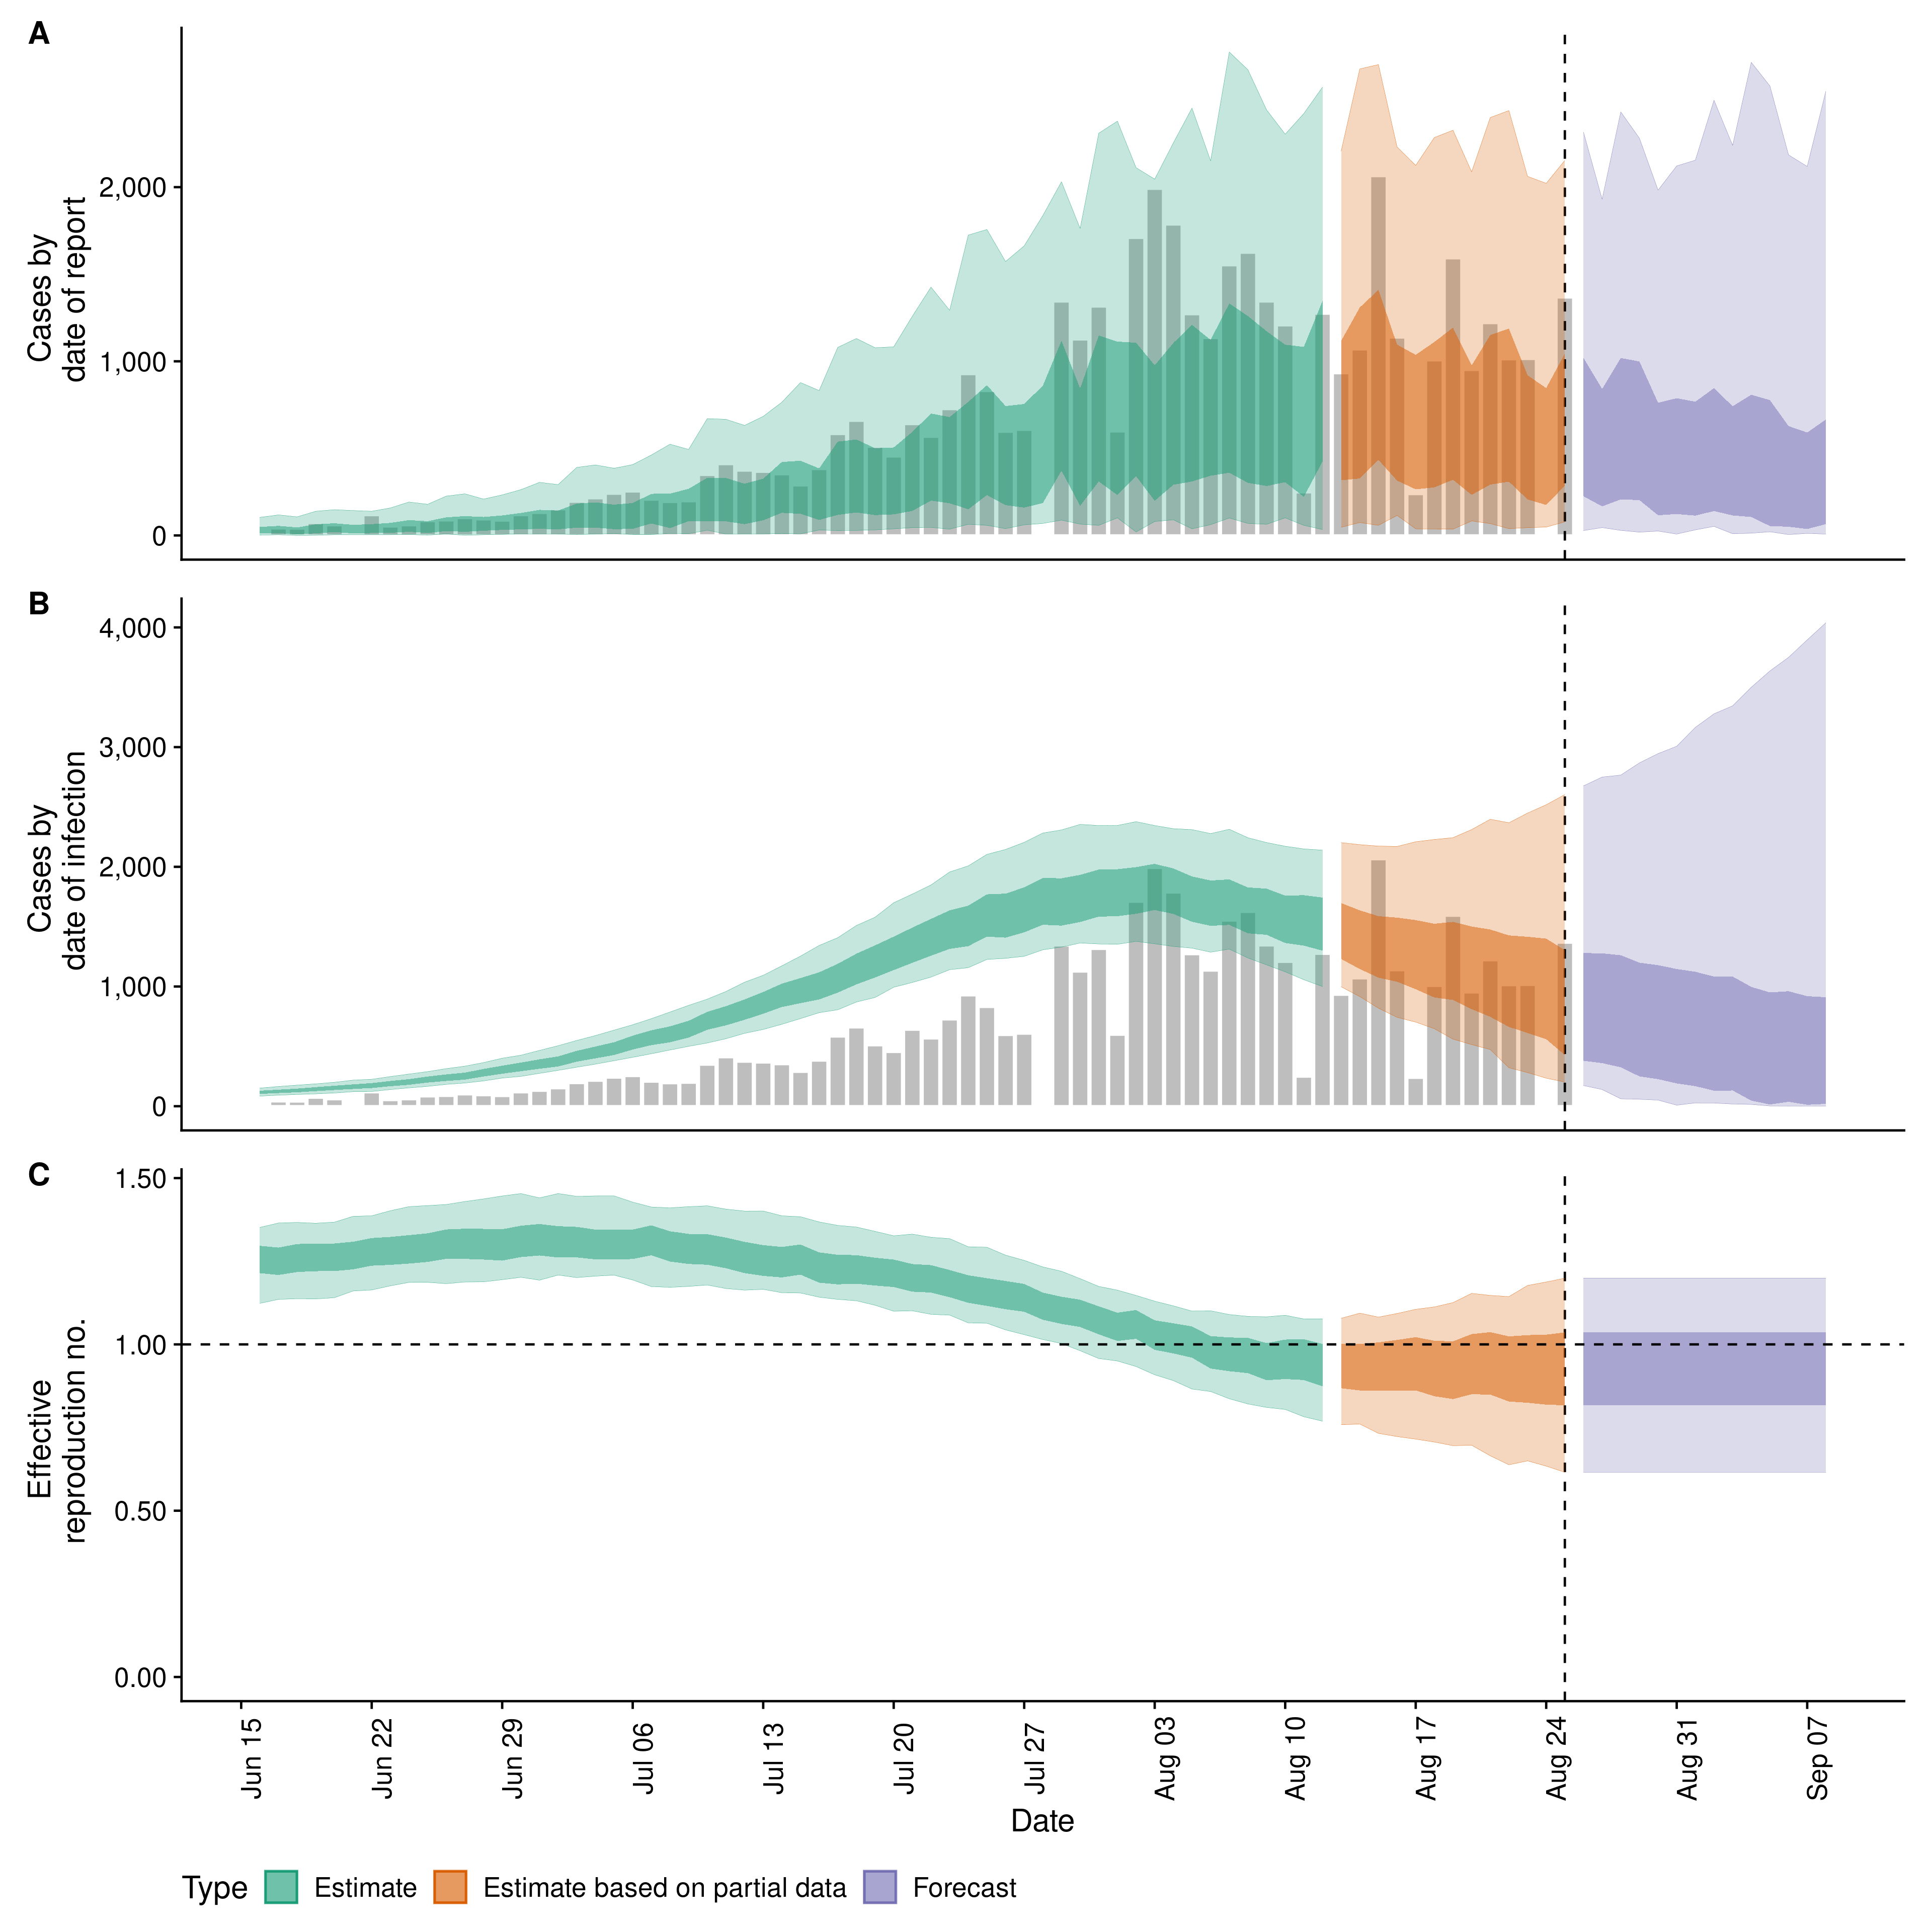 A
Cases by
date of report
2,000
1,000
0
B
Cases by
date of infection
4,000
3,000
2,000
1,000
0
C
Effective
reproduction no.
1.50
1.00
0.50
0.00
Jun 15
Jun 22
Jun 29
Jul 06
Jul 13
Jul 20
Jul 27
Aug 03
Aug 10
Aug 17
Aug 24
Aug 31
Sep 07
Date
Type
Estimate
Estimate based on partial data
Forecast